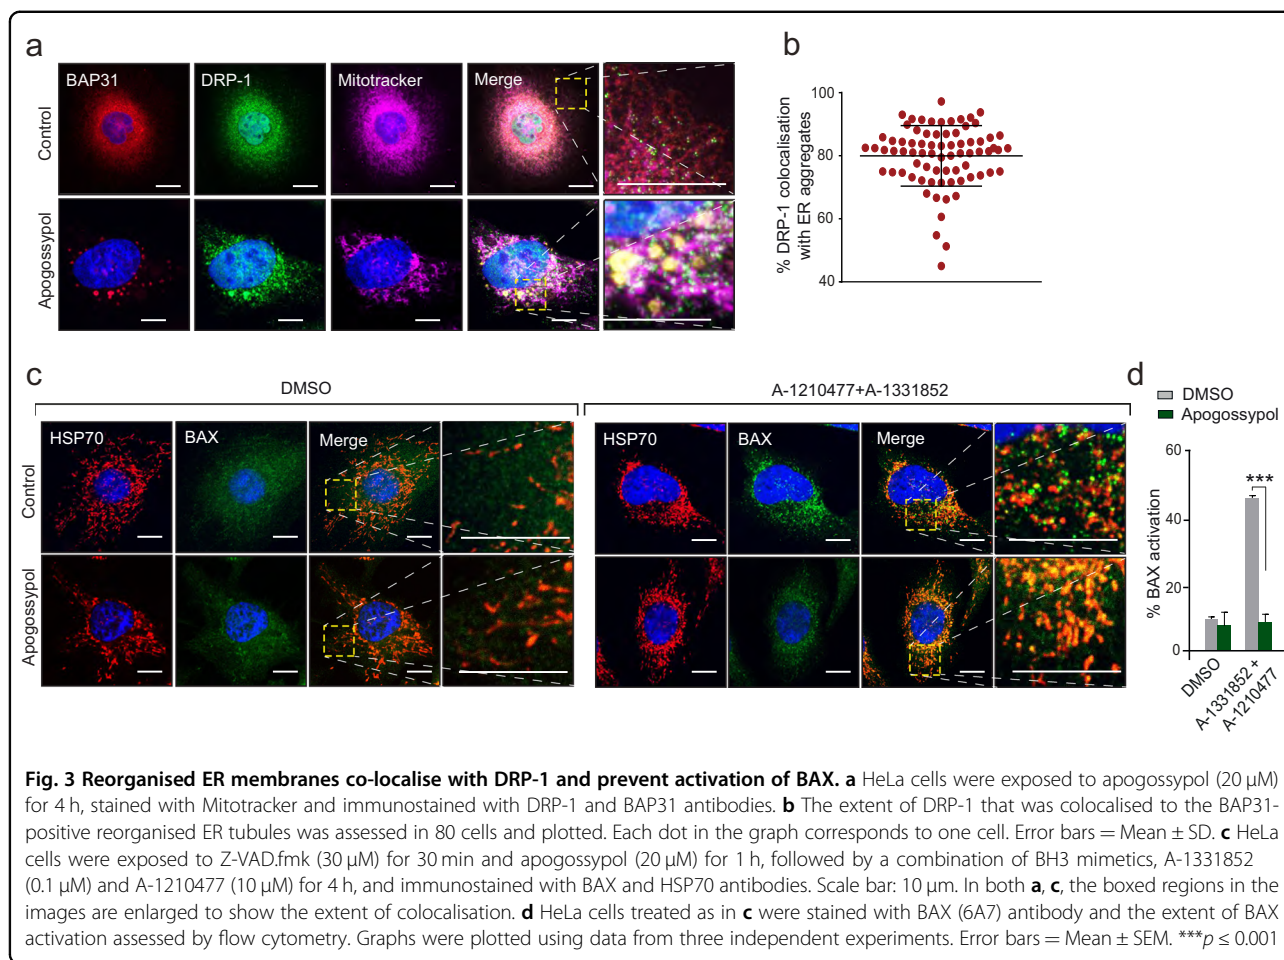 a
BAP31 DRP-1 Mitotracker Merge
Control
Apogossypol
b
% DRP-1 colocalisation
with ER aggregates
100
80
60
40
c
DMSO
A-1210477+A-1331852
HSP70 BAX Merge
HSP70 BAX Merge
Control
Apogossypol
d
DMSO
Apogossypol
% BAX activation
60
40
20
0
***
DMSO
A-1331852 +
A-1210477
Fig. 3 Reorganised ER membranes co-localise with DRP-1 and prevent activation of BAX. a HeLa cells were exposed to apogossypol (20 µM)
for 4 h, stained with Mitotracker and immunostained with DRP-1 and BAP31 antibodies. b The extent of DRP-1 that was colocalised to the BAP31-
positive reorganised ER tubules was assessed in 80 cells and plotted. Each dot in the graph corresponds to one cell. Error bars = Mean ± SD. c HeLa
cells were exposed to Z-VAD.fmk (30 µM) for 30 min and apogossypol (20 µM) for 1 h, followed by a combination of BH3 mimetics, A-1331852
(0.1 µM) and A-1210477 (10 µM) for 4 h, and immunostained with BAX and HSP70 antibodies. Scale bar: 10 µm. In both a, c, the boxed regions in the
images are enlarged to show the extent of colocalisation. d HeLa cells treated as in c were stained with BAX (6A7) antibody and the extent of BAX
activation assessed by flow cytometry. Graphs were plotted using data from three independent experiments. Error bars = Mean ± SEM. ***p ≤ 0.001